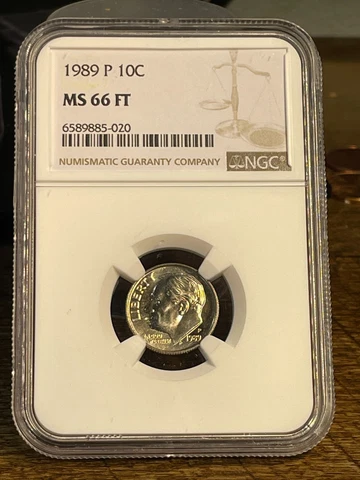 1989 P 10C
MS 66 FT
6589885-020
NUMISMATIC GUARANTY COMPANY
NGC
LIBERTY
P
1989